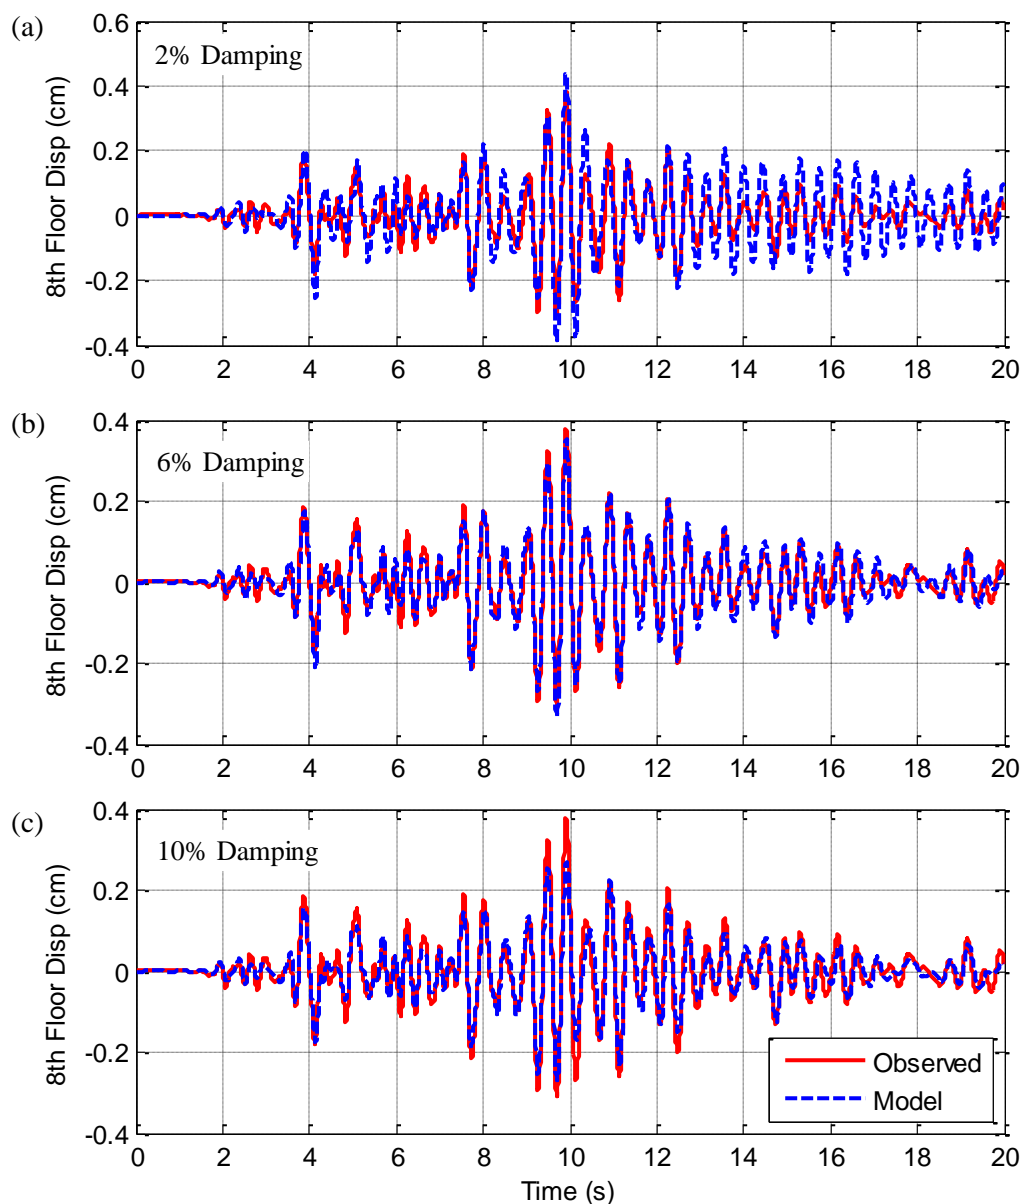 (a)
0.6
2% Damping
0.4
0.2
0
-0.2
-0.4
8th Floor Disp (cm)
0 2 4 6 8 10 12 14 16 18 20
(b)
0.4
6% Damping
0.2
0
-0.2
-0.4
8th Floor Disp (cm)
0 2 4 6 8 10 12 14 16 18 20
(c)
0.4
10% Damping
0.2
0
-0.2
-0.4
8th Floor Disp (cm)
Observed
Model
0 2 4 6 8 10 12 14 16 18 20
Time (s)